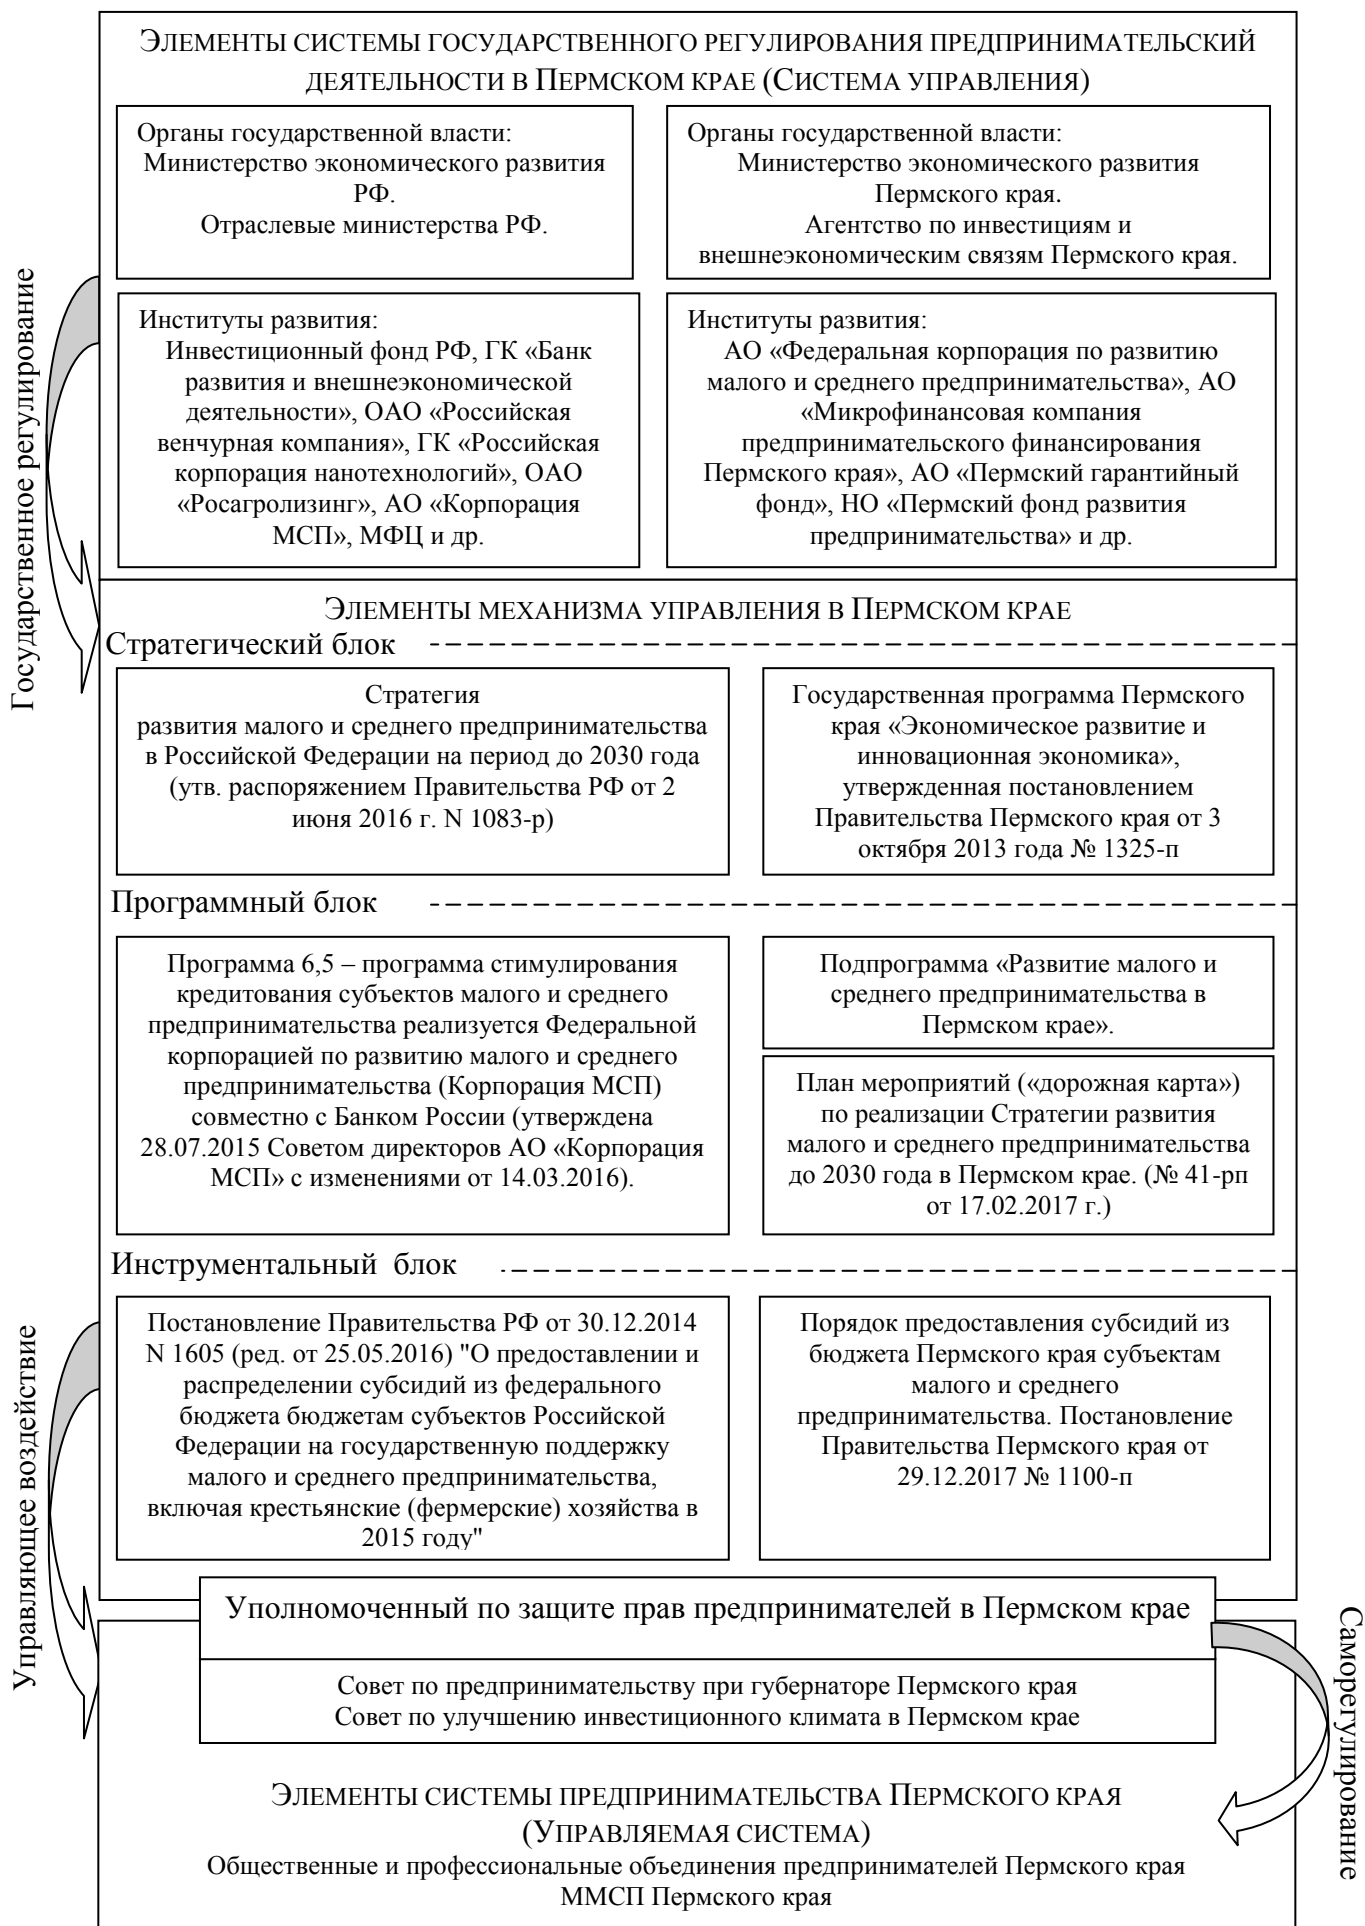 Элементы системы государственного регулирования предпринимательский
деятельности в Пермском крае (Система управления)
Органы государственной власти:
Министерство экономического развития
РФ.
Отраслевые министерства РФ.
Органы государственной власти:
Министерство экономического развития
Пермского края.
Агентство по инвестициям и
внешнеэкономическим связям Пермского края.
Государственное регулирование
Институты развития:
Инвестиционный фонд РФ, ГК «Банк
развития и внешнеэкономической
деятельности», ОАО «Российская
венчурная компания», ГК «Российская
корпорация нанотехнологий», ОАО
«Росагролизинг», АО «Корпорация
МСП», МФЦ и др.
Институты развития:
АО «Федеральная корпорация по развитию
малого и среднего предпринимательства», АО
«Микрофинансовая компания
предпринимательского финансирования
Пермского края», АО «Пермский гарантийный
фонд», НО «Пермский фонд развития
предпринимательства» и др.
Элементы механизма управления в Пермском крае
Стратегический блок
Стратегия
развития малого и среднего предпринимательства
в Российской Федерации на период до 2030 года
(утв. распоряжением Правительства РФ от 2
июня 2016 г. N 1083-р)
Государственная программа Пермского
края «Экономическое развитие и
инновационная экономика»,
утвержденная постановлением
Правительства Пермского края от 3
октября 2013 года № 1325-п
Программный блок
Программа 6,5 – программа стимулирования
кредитования субъектов малого и среднего
предпринимательства реализуется Федеральной
корпорацией по развитию малого и среднего
предпринимательства (Корпорация МСП)
совместно с Банком России (утверждена
28.07.2015 Советом директоров АО «Корпорация
МСП» с изменениями от 14.03.2016).
Подпрограмма «Развитие малого и
среднего предпринимательства в
Пермском крае».
План мероприятий («дорожная карта»)
по реализации Стратегии развития
малого и среднего предпринимательства
до 2030 года в Пермском крае. (№ 41-рп
от 17.02.2017 г.)
Инструментальный блок
Управляющее воздействие
Постановление Правительства РФ от 30.12.2014
N 1605 (ред. от 25.05.2016) "О предоставлении и
распределении субсидий из федерального
бюджета бюджетам субъектов Российской
Федерации на государственную поддержку
малого и среднего предпринимательства,
включая крестьянские (фермерские) хозяйства в
2015 году"
Порядок предоставления субсидий из
бюджета Пермского края субъектам
малого и среднего
предпринимательства. Постановление
Правительства Пермского края от
29.12.2017 № 1100-п
Уполномоченный по защите прав предпринимателей в Пермском крае
Совет по предпринимательству при губернаторе Пермского края
Совет по улучшению инвестиционного климата в Пермском крае
Саморегулирование
Элементы системы предпринимательства Пермского края
(Управляемая система)
Общественные и профессиональные объединения предпринимателей Пермского края
ММСП Пермского края